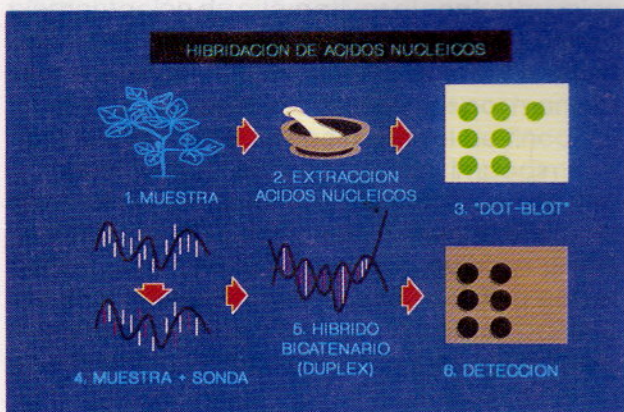 HIBRIDACION DE ACIDOS NUCLEICOS
1. MUESTRA
2. EXTRACCION
ACIDOS NUCLEICOS
3. "DOT-BLOT"
4. MUESTRA + SONDA
5. HIBRIDO
BICATENARIO
(DUPLEX)
6. DETECCION